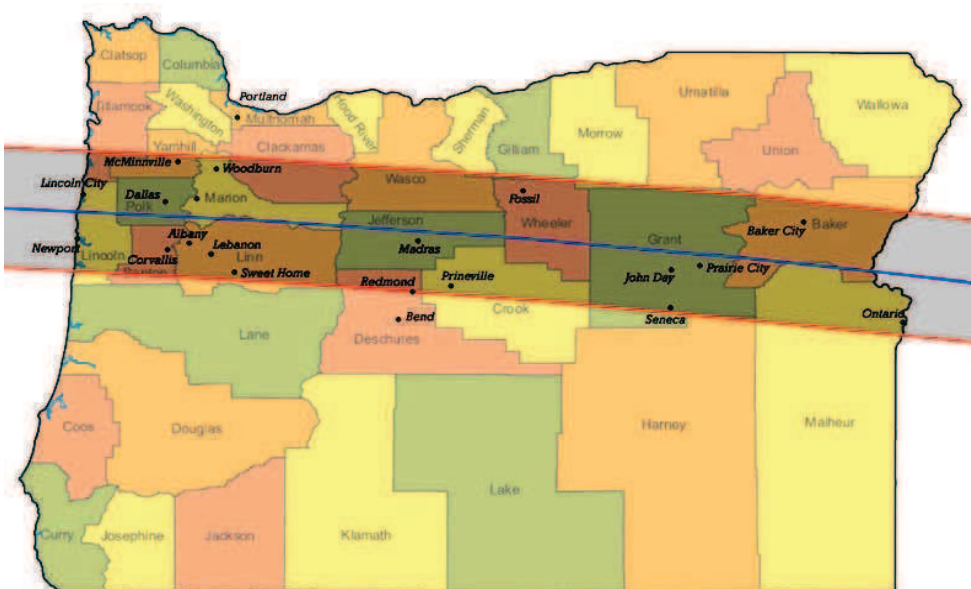 Clatsop
Columbia
Tillamook
Washington
Portland
Multnomah
Hood River
Sherman
Gilliam
Morrow
Umatilla
Union
Wallowa
Yamhill
Clackamas
McMinnville
Woodburn
Wasco
Lincoln City
Dallas
Polk
Marion
Fossil
Wheeler
Jefferson
Grant
Baker City
Baker
Newport
Lincoln
Albany
Corvallis
Lebanon
Linn
Benton
Sweet Home
Madras
Redmond
Prineville
John Day
Prairie City
Crook
Seneca
Ontario
Bend
Deschutes
Lane
Coos
Douglas
Harney
Malheur
Lake
Curry
Josephine
Jackson
Klamath